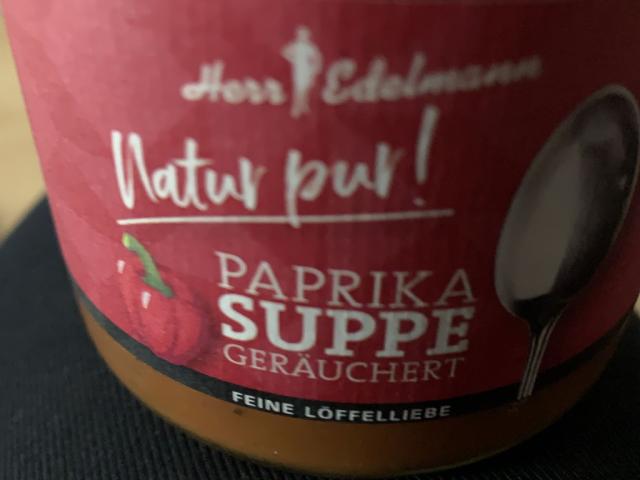 Herr Edelmann
Natur pur!
PAPRIKA
SUPPE
GERÄUCHERT
FEINE LÖFFELLIEBE